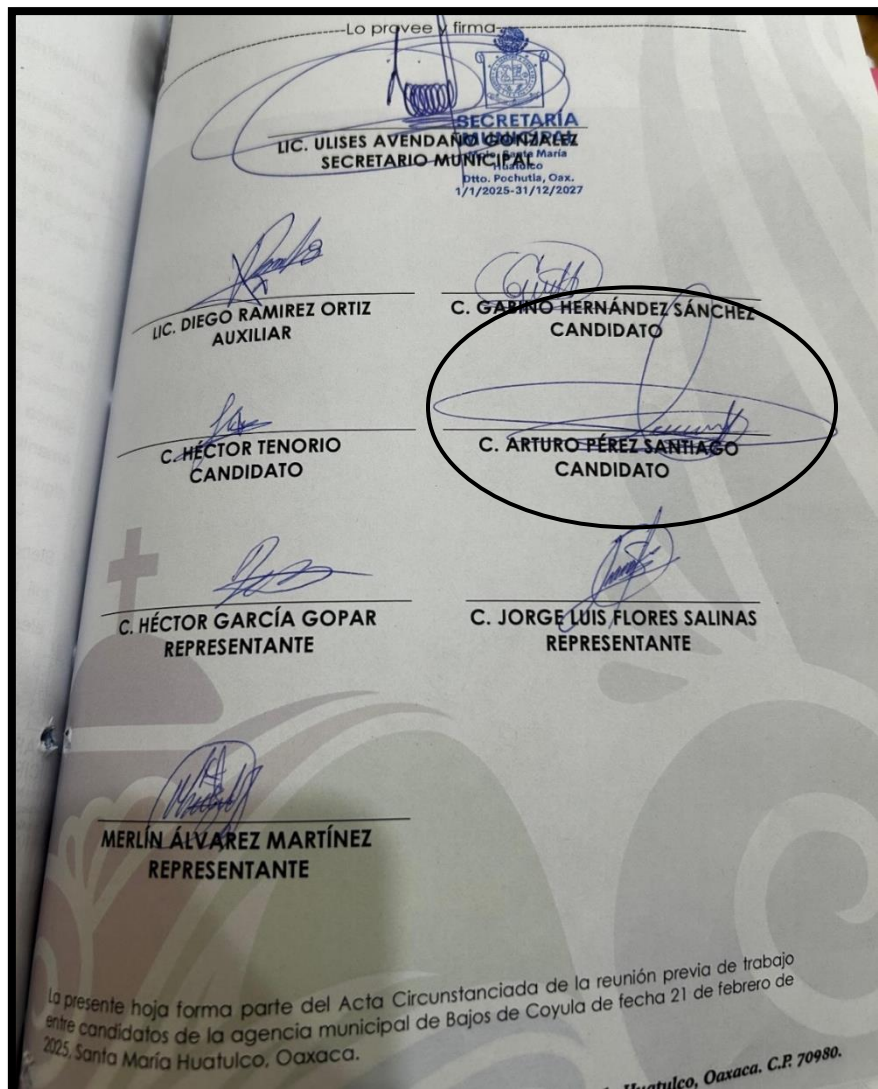 Lo provee y firma
SECRETARÍA
MUNICIPAL
LIC. ULISES AVENDAÑO GONZÁLEZ
SECRETARIO MUNICIPAL
Santa María
Huatulco
Dtto. Pochutla, Oax.
1/1/2025-31/12/2027
LIC. DIEGO RAMIREZ ORTIZ
AUXILIAR
C. GABINO HERNÁNDEZ SÁNCHEZ
CANDIDATO
C. HÉCTOR TENORIO
CANDIDATO
C. ARTURO PÉREZ SANTIAGO
CANDIDATO
C. HÉCTOR GARCÍA GOPAR
REPRESENTANTE
C. JORGE LUIS FLORES SALINAS
REPRESENTANTE
MERLÍN ÁLVAREZ MARTÍNEZ
REPRESENTANTE
La presente hoja forma parte del Acta Circunstanciada de la reunión previa de trabajo
entre candidatos de la agencia municipal de Bajos de Coyula de fecha 21 de febrero de
2025, Santa María Huatulco, Oaxaca.
Huatulco, Oaxaca. C.P. 70980.